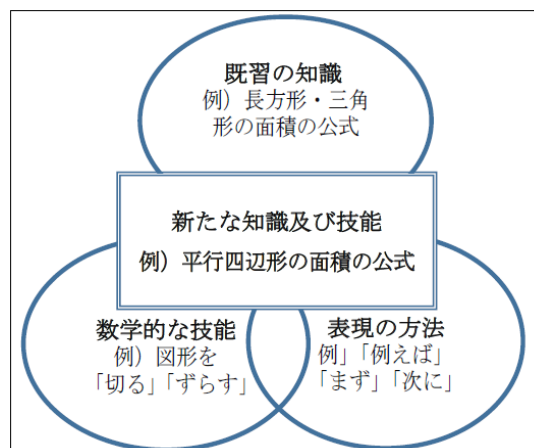 既習の知識
例）長方形・三角
形の面積の公式
新たな知識及び技能
例）平行四辺形の面積の公式
数学的な技能
例）図形を
「切る」「ずらす」
表現の方法
例」「例えば」
「まず」「次に」